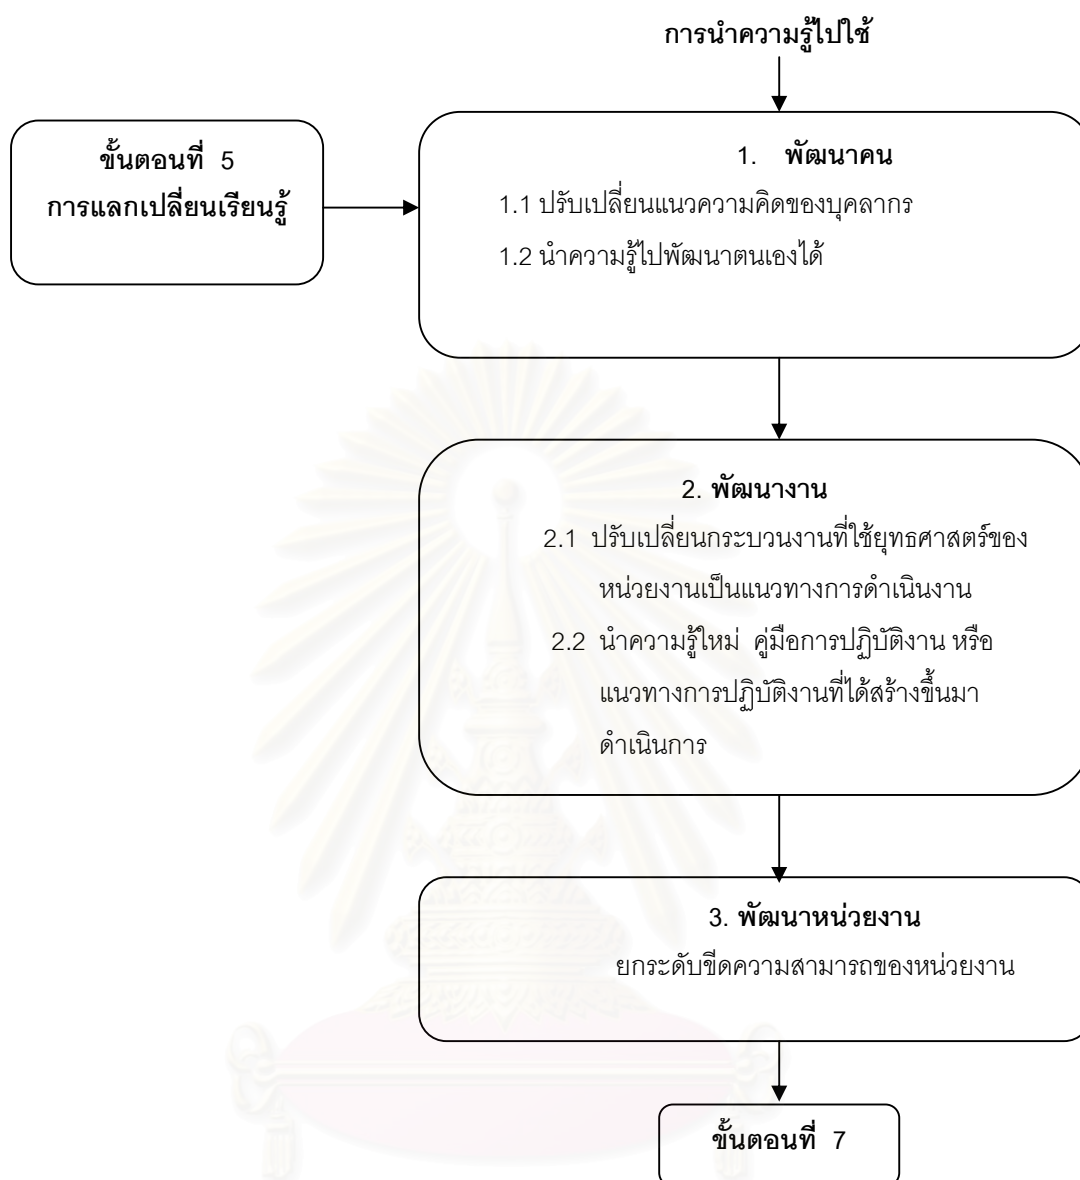 การนำความรู้ไปใช้
ขั้นตอนที่ 5
การแลกเปลี่ยนเรียนรู้
1. พัฒนาคน
1.1 ปรับเปลี่ยนแนวความคิดของบุคลากร
1.2 นำความรู้ไปพัฒนาตนเองได้
2. พัฒนางาน
2.1 ปรับเปลี่ยนกระบวนงานที่ใช้ยุทธศาสตร์ของ
หน่วยงานเป็นแนวทางการดำเนินงาน
2.2 นำความรู้ใหม่ คู่มือการปฏิบัติงาน หรือ
แนวทางการปฏิบัติงานที่ได้สร้างขึ้นมา
ดำเนินการ
3. พัฒนาหน่วยงาน
ยกระดับขีดความสามารถของหน่วยงาน
ขั้นตอนที่ 7